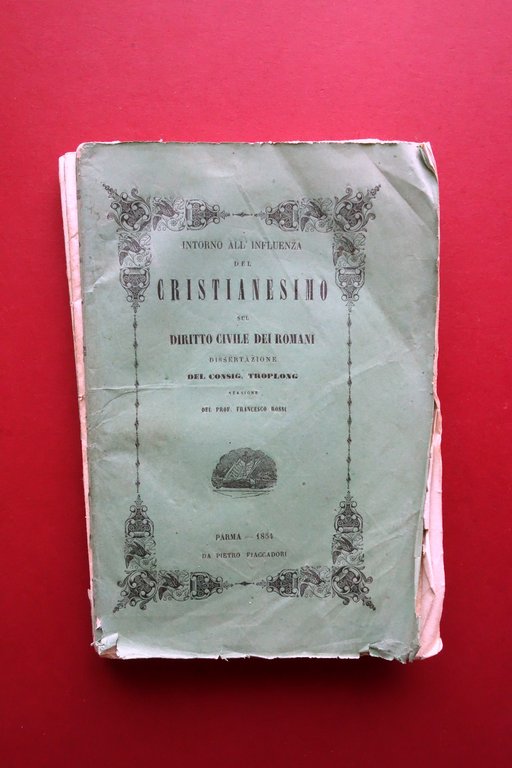 INTORNO ALL' INFLUENZA
DEL
CRISTIANESIMO
SUL
DIRITTO CIVILE DEI ROMANI
DISSERTAZIONE
DEL CONSIG. TROPLONG
VERSIONE
DEL PROF. FRANCESCO ROSSI
PARMA — 1854
DA PIETRO FIACCADORI